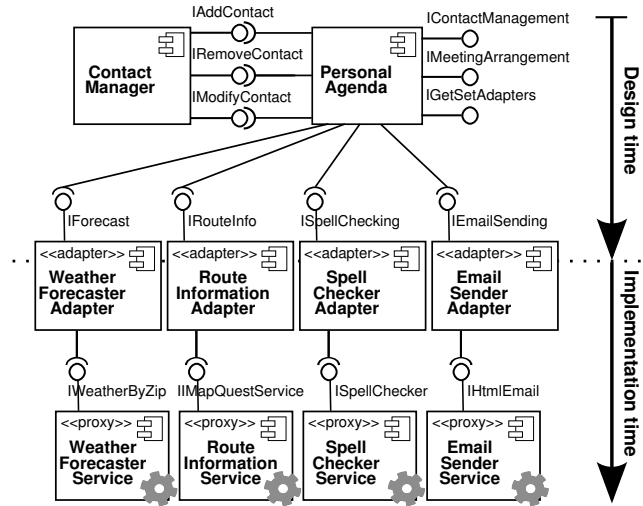 IAddContact
IContactManagement
Contact
Manager
IRemoveContact
Personal
Agenda
IMeetingArrangement
IModifyContact
IGetSetAdapters
Design time
IForecast
IRouteInfo
ISpellChecking
IEmailSending
<<adapter>>
Weather
Forecaster
Adapter
<<adapter>>
Route
Information
Adapter
<<adapter>>
Spell
Checker
Adapter
<<adapter>>
Email
Sender
Adapter
Implementation time
IWeatherByZip
IIMapQuestService
ISpellChecker
IHtmlEmail
<<proxy>>
Weather
Forecaster
Service
<<proxy>>
Route
Information
Service
<<proxy>>
Spell
Checker
Service
<<proxy>>
Email
Sender
Service